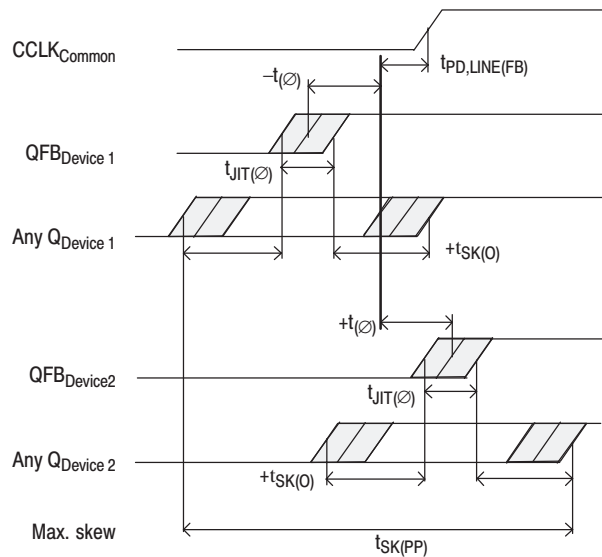 CCLKCommon
tPD,LINE(FB)
–t(∅)
QFBDevice 1
tJIT(∅)
Any QDevice 1
+tSK(O)
+t(∅)
QFBDevice2
tJIT(∅)
Any QDevice 2
+tSK(O)
Max. skew
tSK(PP)